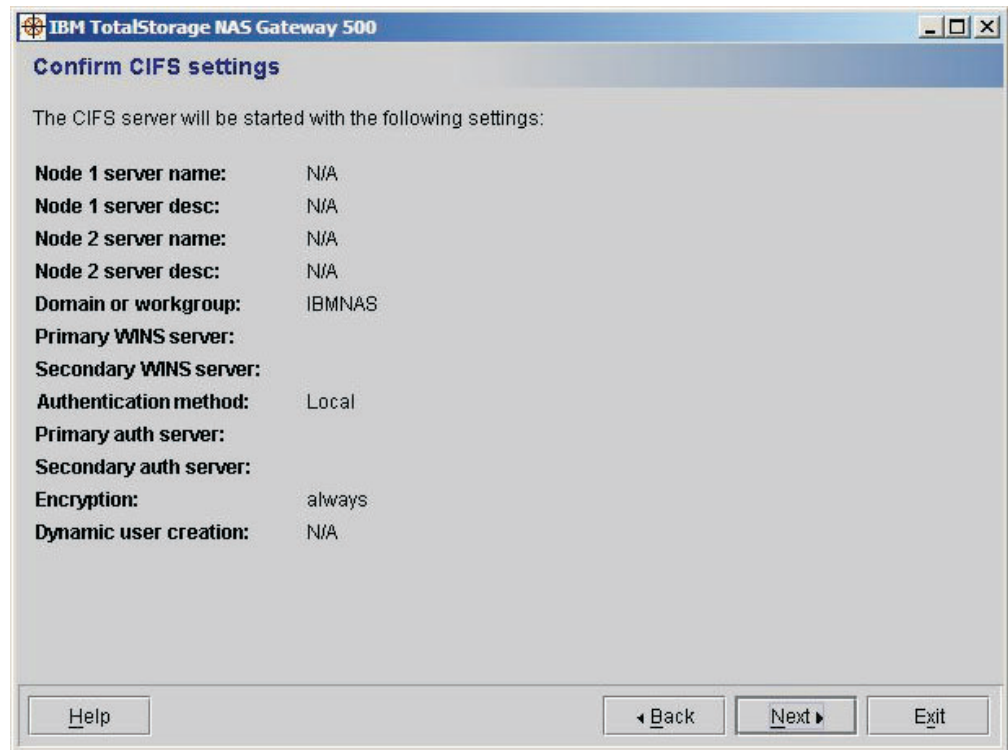 IBM TotalStorage NAS Gateway 500
Confirm CIFS settings
The CIFS server will be started with the following settings:
Node 1 server name: N/A
Node 1 server desc: N/A
Node 2 server name: N/A
Node 2 server desc: N/A
Domain or workgroup: IBMNAS
Primary WINS server:
Secondary WINS server:
Authentication method: Local
Primary auth server:
Secondary auth server:
Encryption: always
Dynamic user creation: N/A
Help Back Next Exit